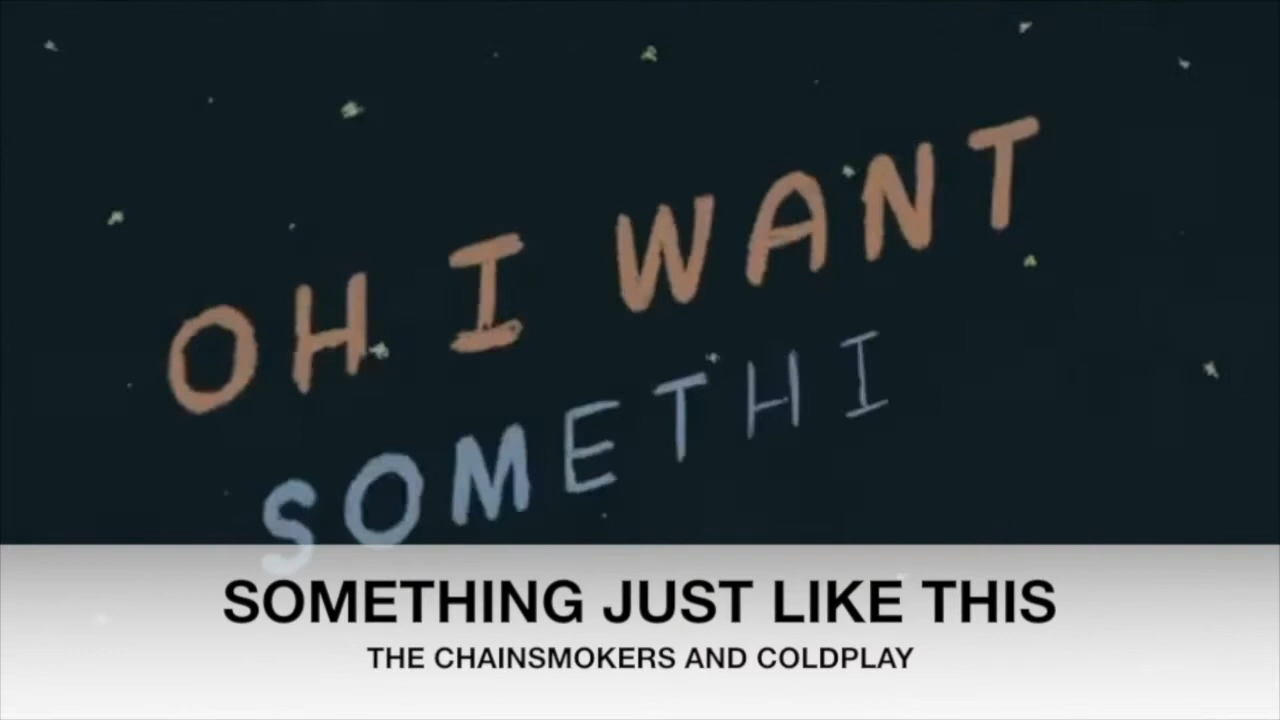 OH I WANT
SOMETHI
SOMETHING JUST LIKE THIS
THE CHAINSMOKERS AND COLDPLAY